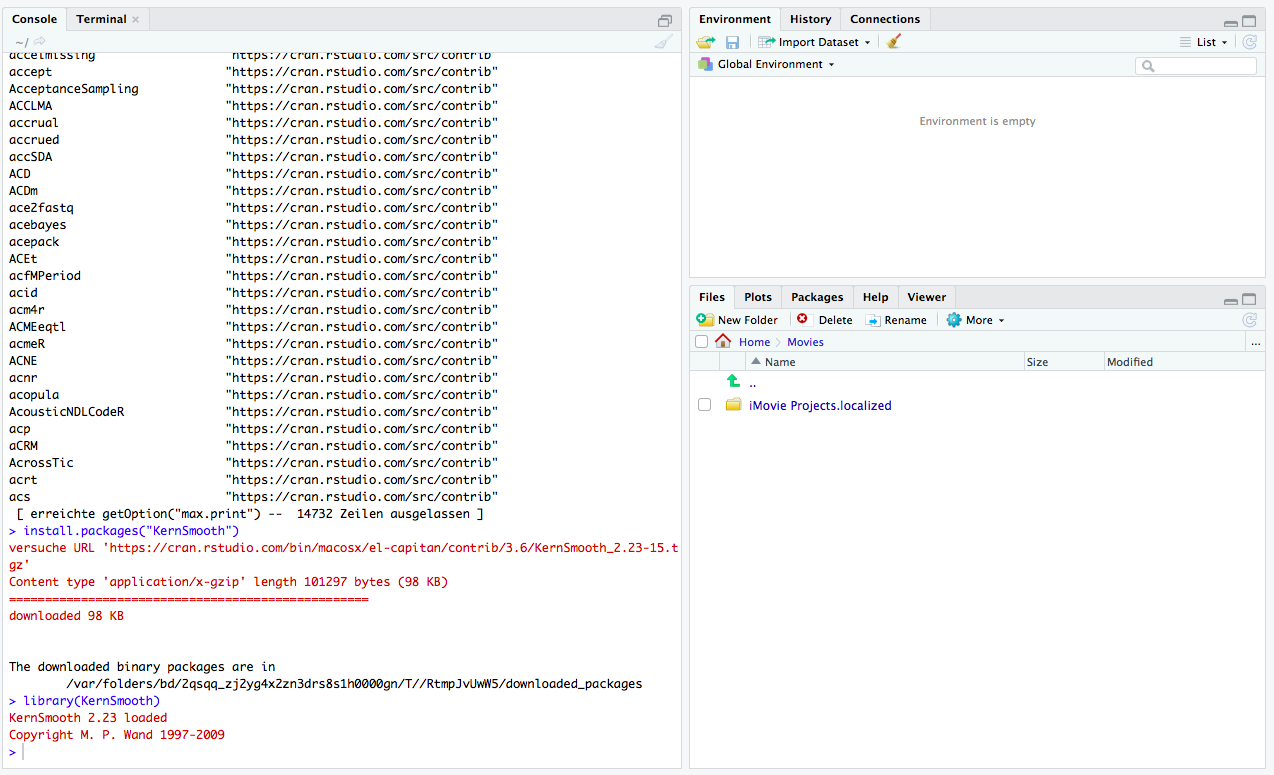 Console Terminal
~/
accelmissing "https://cran.rstudio.com/src/contrib"
accept "https://cran.rstudio.com/src/contrib"
AcceptanceSampling "https://cran.rstudio.com/src/contrib"
ACCLMA "https://cran.rstudio.com/src/contrib"
accrual "https://cran.rstudio.com/src/contrib"
accrued "https://cran.rstudio.com/src/contrib"
accSDA "https://cran.rstudio.com/src/contrib"
ACD "https://cran.rstudio.com/src/contrib"
ACDm "https://cran.rstudio.com/src/contrib"
ace2fastq "https://cran.rstudio.com/src/contrib"
acebayes "https://cran.rstudio.com/src/contrib"
acepack "https://cran.rstudio.com/src/contrib"
ACEt "https://cran.rstudio.com/src/contrib"
acfMPeriod "https://cran.rstudio.com/src/contrib"
acid "https://cran.rstudio.com/src/contrib"
acm4r "https://cran.rstudio.com/src/contrib"
ACMEeqtl "https://cran.rstudio.com/src/contrib"
acmeR "https://cran.rstudio.com/src/contrib"
ACNE "https://cran.rstudio.com/src/contrib"
acnr "https://cran.rstudio.com/src/contrib"
acopula "https://cran.rstudio.com/src/contrib"
AcousticNDLCodeR "https://cran.rstudio.com/src/contrib"
acp "https://cran.rstudio.com/src/contrib"
aCRM "https://cran.rstudio.com/src/contrib"
AcrossTic "https://cran.rstudio.com/src/contrib"
acrt "https://cran.rstudio.com/src/contrib"
acs "https://cran.rstudio.com/src/contrib"
[ erreichte getOption("max.print") -- 14732 Zeilen ausgelassen ]
> install.packages("KernSmooth")
versuche URL 'https://cran.rstudio.com/bin/macosx/el-capitan/contrib/3.6/KernSmooth_2.23-15.t
gz'
Content type 'application/x-gzip' length 101297 bytes (98 KB)
==================================================
downloaded 98 KB
The downloaded binary packages are in
/var/folders/bd/2qsqq_zj2yg4x2zn3drs8s1h0000gn/T//RtmpJvUwW5/downloaded_packages
> library(KernSmooth)
KernSmooth 2.23 loaded
Copyright M. P. Wand 1997-2009
>
Environment History Connections
Import Dataset List
Global Environment
Environment is empty
Files Plots Packages Help Viewer
New Folder Delete Rename More
Home Movies ...
Name Size Modified
..
iMovie Projects.localized